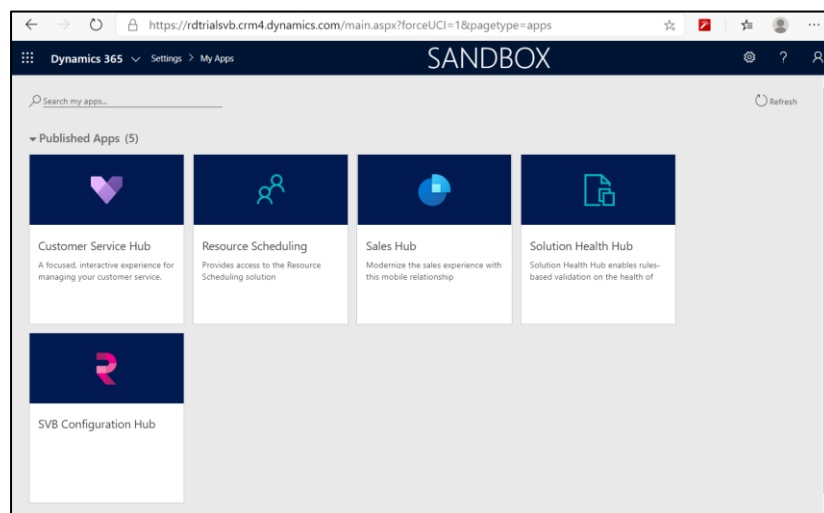 https://rdtrialsvb.crm4.dynamics.com/main.aspx?forceUCI=1&pagetype=apps
Dynamics 365 Settings > My Apps SANDBOX ?
Search my apps... Refresh
Published Apps (5)
Customer Service Hub
A focused, interactive experience for
managing your customer service.
Resource Scheduling
Provides access to the Resource
Scheduling solution
Sales Hub
Modernize the sales experience with
this mobile relationship
Solution Health Hub
Solution Health Hub enables rules-
based validation on the health of
SVB Configuration Hub